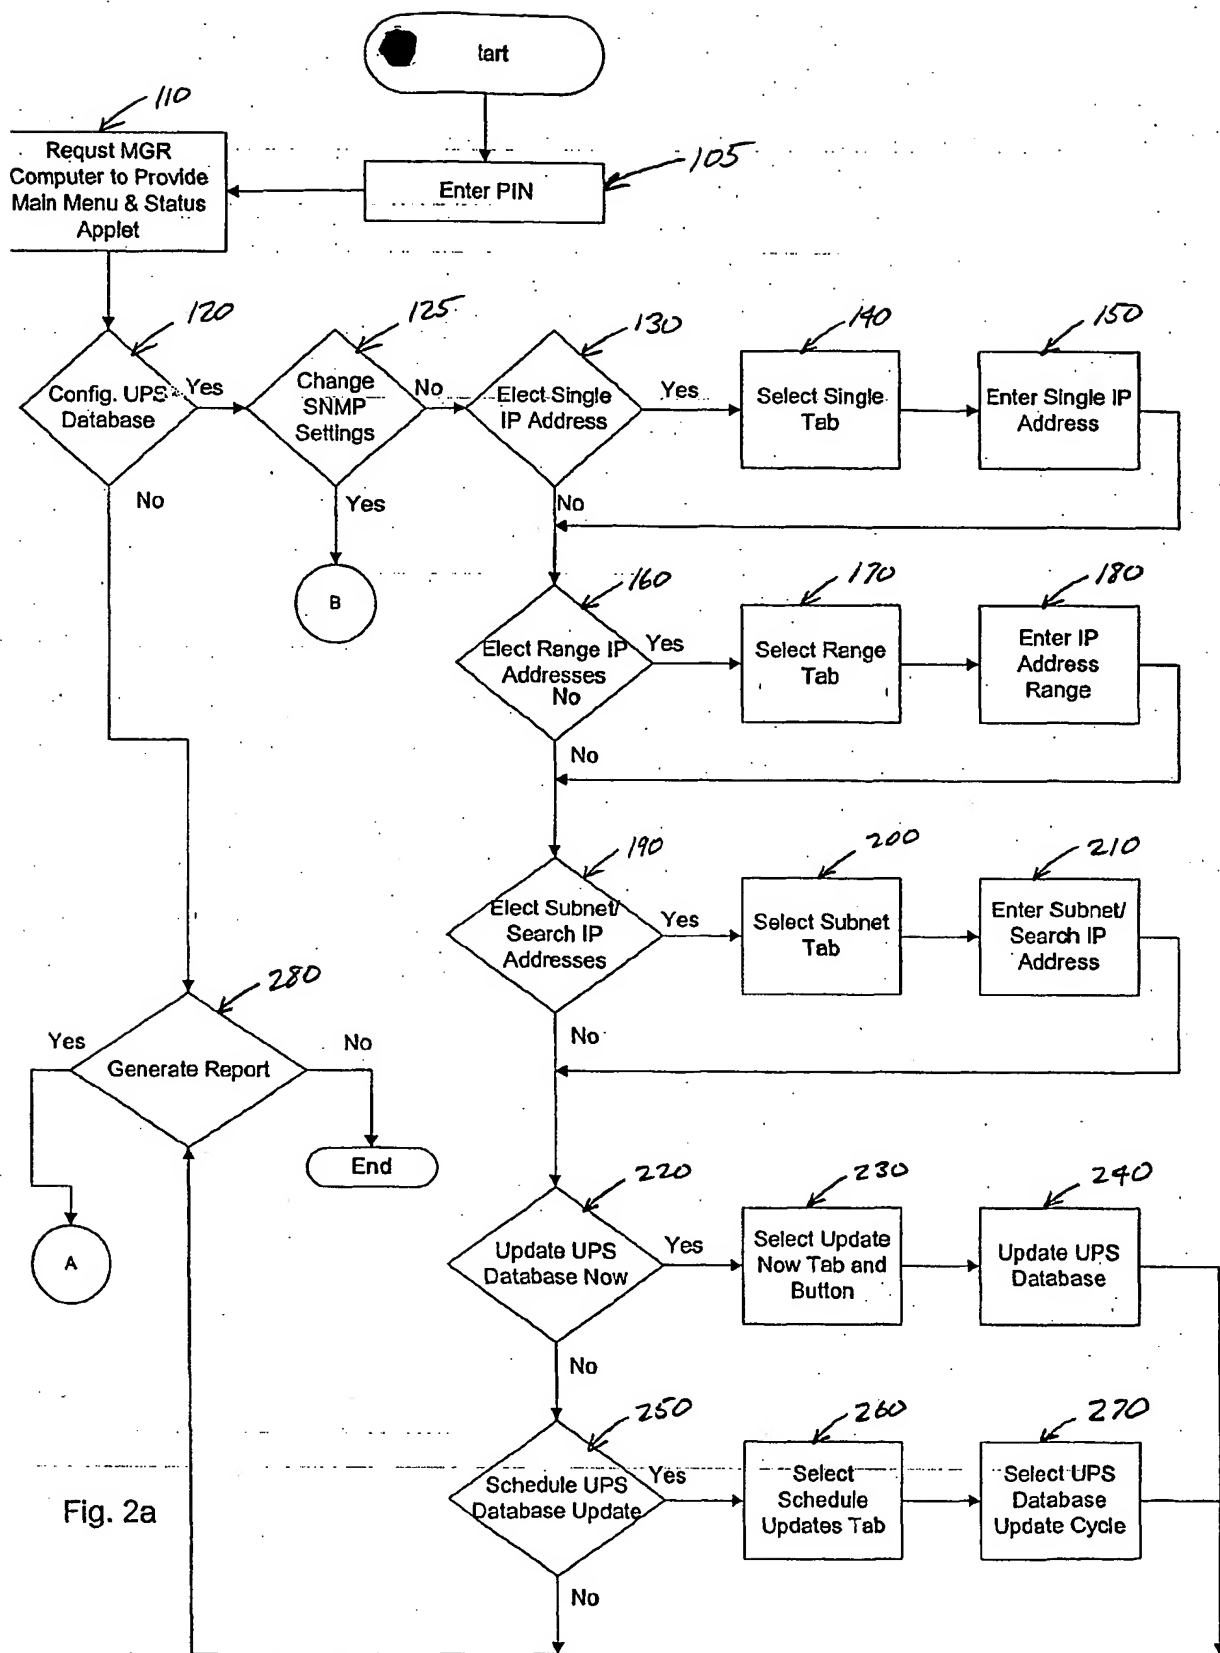 tart
110
Requst MGR
Computer to Provide
Main Menu & Status
Applet
Enter PIN
105
120
Config. UPS
Database
Yes
No
125
Change
SNMP
Settings
No
Yes
B
130
Elect Single
IP Address
Yes
No
140
Select Single
Tab
150
Enter Single IP
Address
160
Elect Range IP
Addresses
No
Yes
No
170
Select Range
Tab
180
Enter IP
Address
Range
190
Elect Subnet/
Search IP
Addresses
Yes
No
200
Select Subnet
Tab
210
Enter Subnet/
Search IP
Address
280
Yes
Generate Report
No
End
A
220
Update UPS
Database Now
Yes
No
230
Select Update
Now Tab and
Button
240
Update UPS
Database
250
Schedule UPS
Database Update
Yes
No
260
Select
Schedule
Updates Tab
270
Select UPS
Database
Update Cycle
Fig. 2a